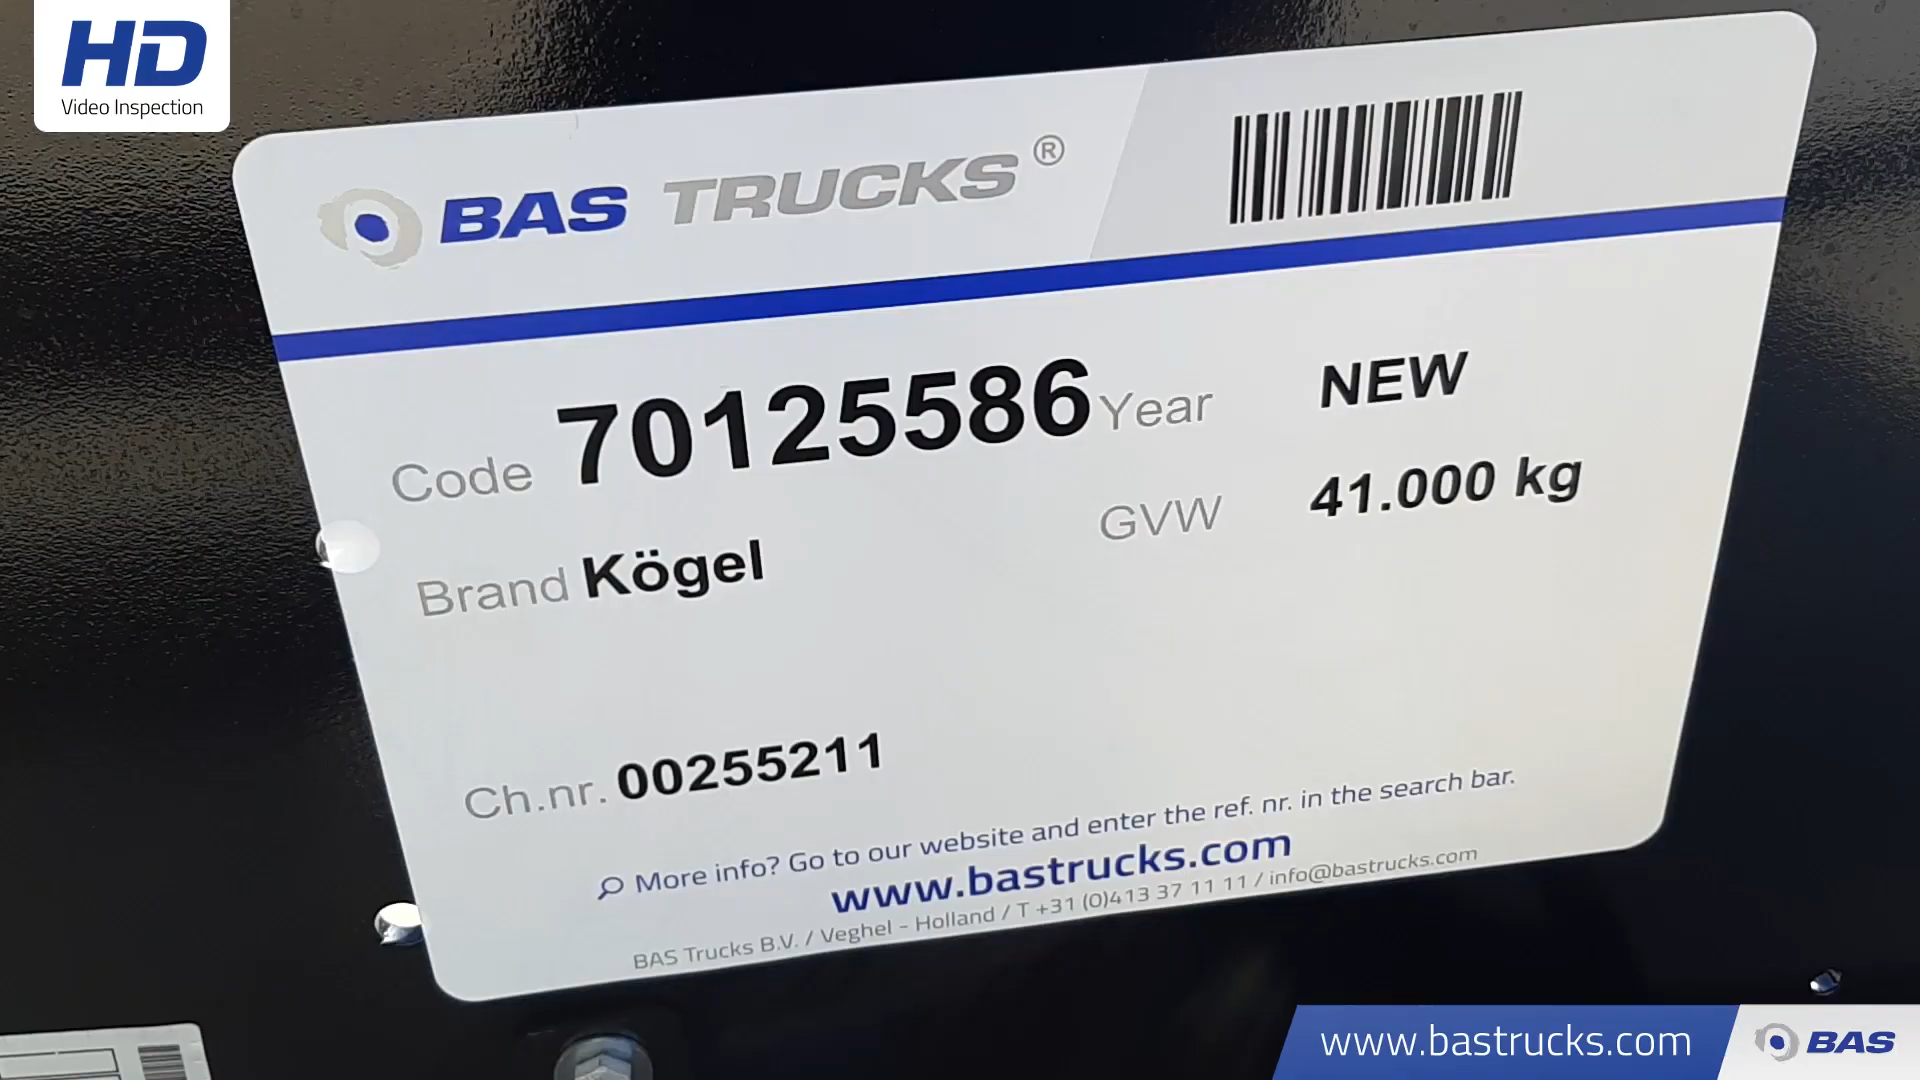 HD
Video Inspection
BAS TRUCKS®
Code 70125586 Year NEW
GVW 41.000 kg
Brand Kögel
Ch.nr. 00255211
More info? Go to our website and enter the ref. nr. in the search bar.
www.bastrucks.com
BAS Trucks B.V. / Veghel - Holland / T +31 (0)413 37 11 11 / info@bastrucks.com
www.bastrucks.com BAS